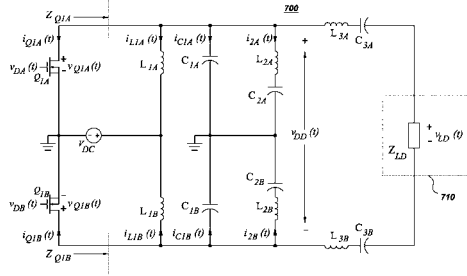 Z_Q1A
700
i_Q1A(t)
i_L1A(t)
i_C1A(t)
i_2A(t)
+
L_3A
C_3A
v_DA(t)
+
-
v_Q1A(t)
Q_1A
L_1A
C_1A
L_2A
C_2A
- +
V_DC
v_DD(t)
Z_LD
+
-
v_LD(t)
710
Q_1B
-
+
v_DB(t)
v_Q1B(t)
L_1B
C_1B
C_2B
L_2B
-
i_Q1B(t)
i_L1B(t)
i_C1B(t)
i_2B(t)
L_3B
C_3B
Z_Q1B